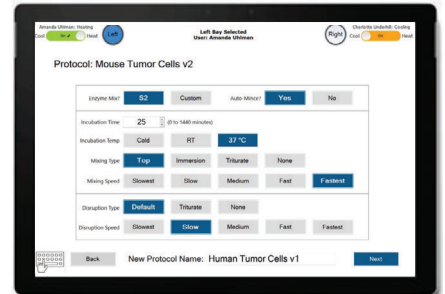 Amanda Uhlman: Heating
Cool On ✓ Heat
Left
Left Bay Selected
User: Amanda Uhlman
Right
Charlotte Underhill: Cooling
Cool On Heat
Protocol: Mouse Tumor Cells v2
Enzyme Mix? S2 Custom Auto-Mince? Yes No
Incubation Time 25 (0 to 1440 minutes)
Incubation Temp Cold RT 37 °C
Mixing Type Top Immersion Triturate None
Mixing Speed Slowest Slow Medium Fast Fastest
Disruption Type Default Triturate None
Disruption Speed Slowest Slow Medium Fast Fastest
Back New Protocol Name: Human Tumor Cells v1 Next